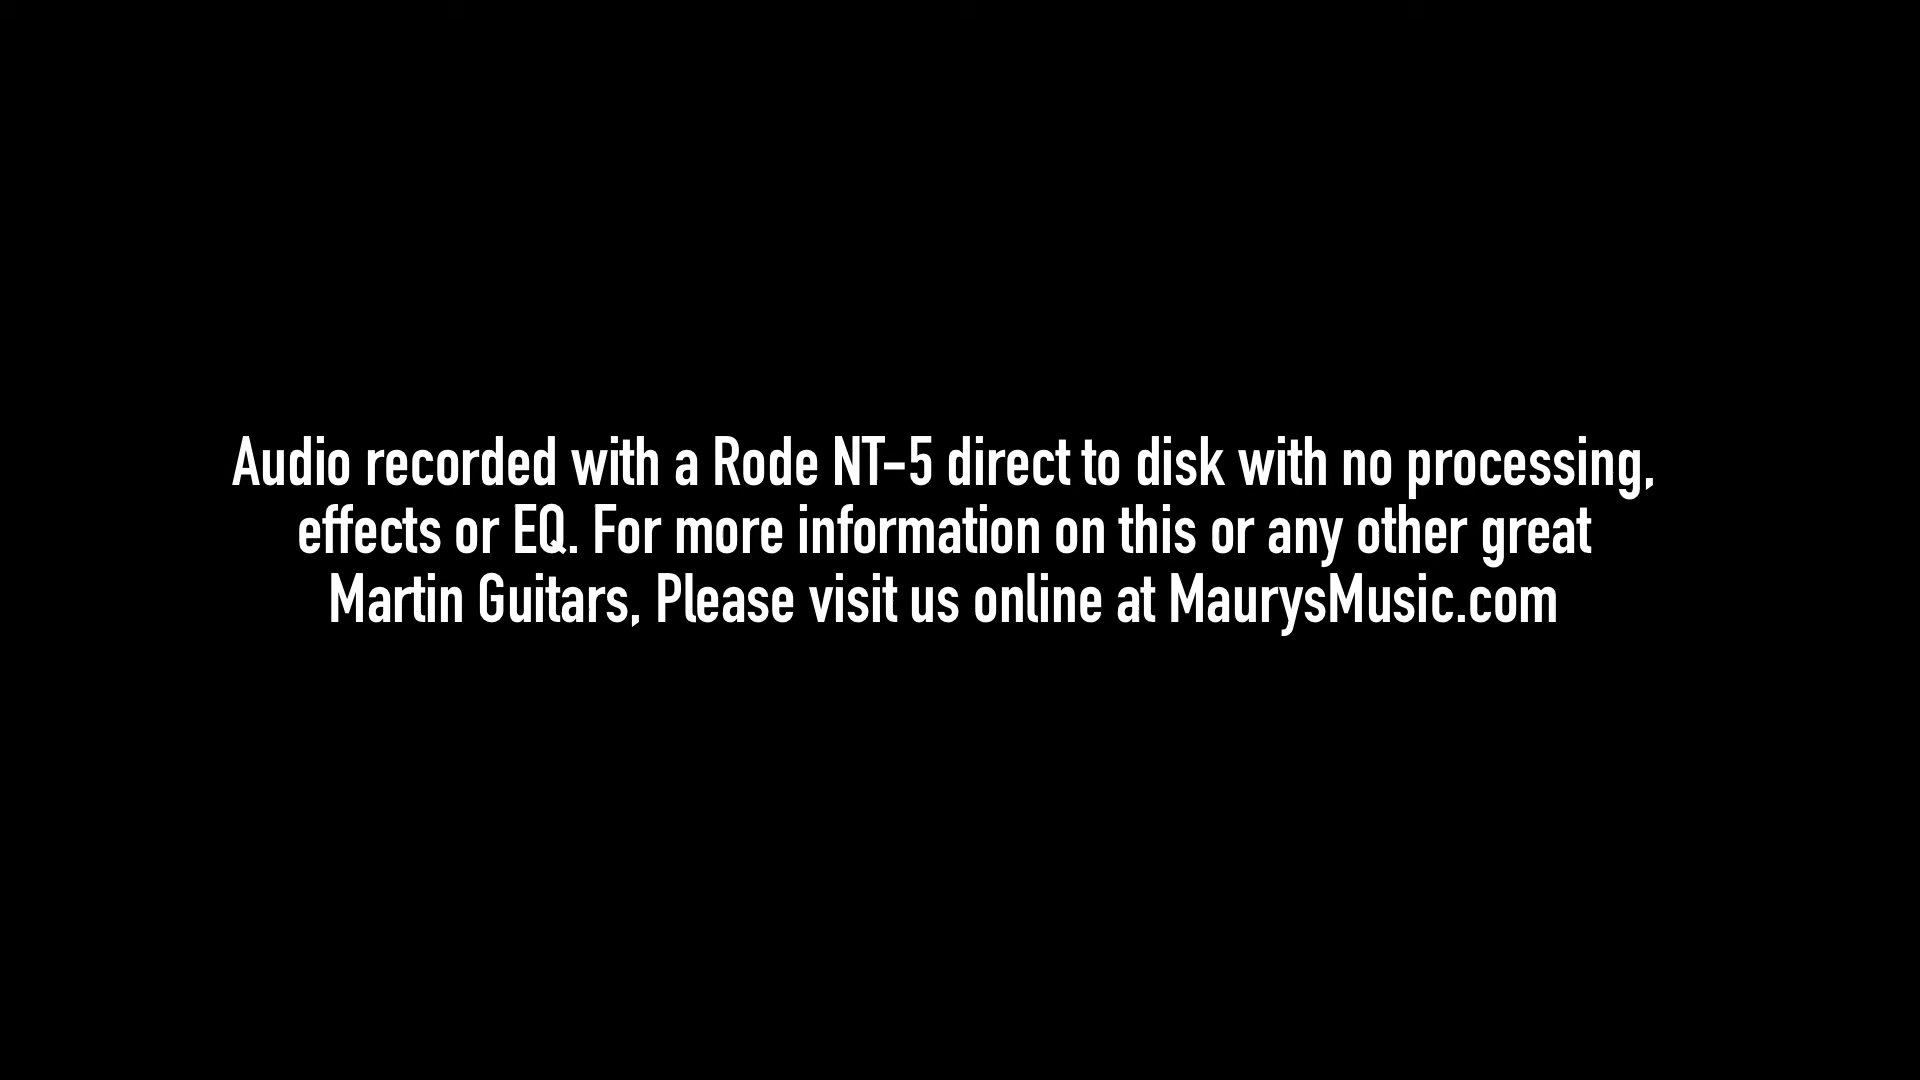 Audio recorded with a Rode NT-5 direct to disk with no processing,
effects or EQ. For more information on this or any other great
Martin Guitars, Please visit us online at MaurysMusic.com